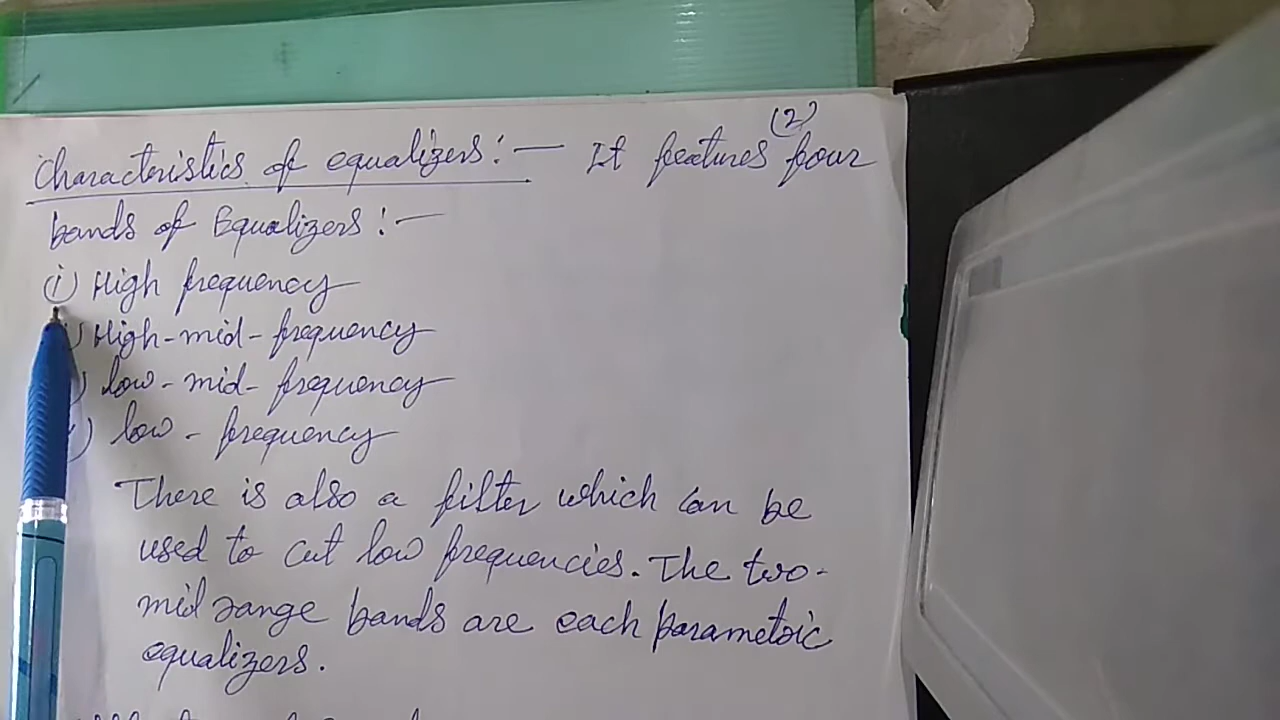 (2)
Characteristics of equalizers:— It features four
bands of Equalizers:—
(i) High frequency
) High-mid-frequency
) low-mid-frequency
) low-frequency
There is also a filter which can be
used to cut low frequencies. The two-
mid range bands are each parametric
equalizers.